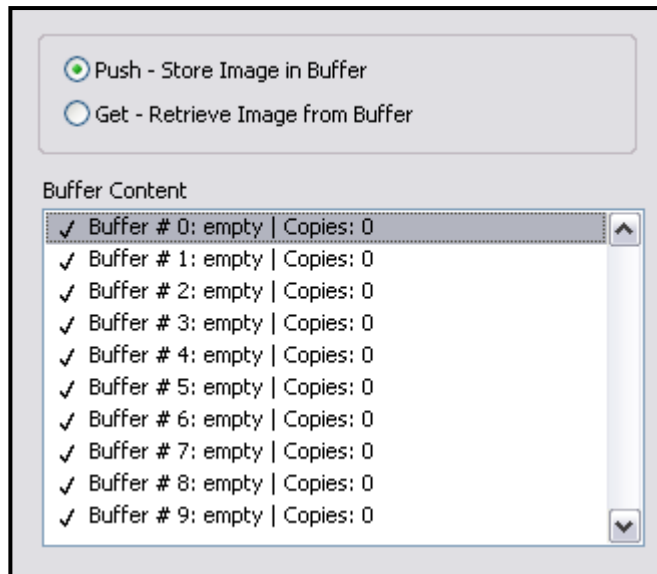 Push - Store Image in Buffer
Get - Retrieve Image from Buffer
Buffer Content
Buffer # 0: empty | Copies: 0
Buffer # 1: empty | Copies: 0
Buffer # 2: empty | Copies: 0
Buffer # 3: empty | Copies: 0
Buffer # 4: empty | Copies: 0
Buffer # 5: empty | Copies: 0
Buffer # 6: empty | Copies: 0
Buffer # 7: empty | Copies: 0
Buffer # 8: empty | Copies: 0
Buffer # 9: empty | Copies: 0